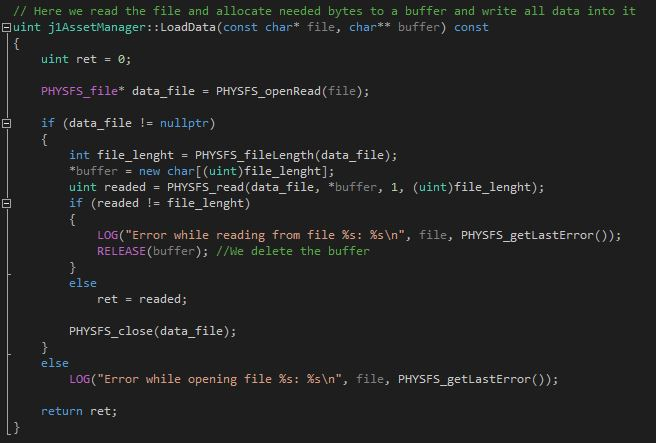 // Here we read the file and allocate needed bytes to a buffer and write all data into it
uint j1AssetManager::LoadData(const char* file, char** buffer) const
{
uint ret = 0;
PHYSFS_file* data_file = PHYSFS_openRead(file);
if (data_file != nullptr)
{
int file_lenght = PHYSFS_fileLength(data_file);
*buffer = new char[(uint)file_lenght];
uint readed = PHYSFS_read(data_file, *buffer, 1, (uint)file_lenght);
if (readed != file_lenght)
{
LOG("Error while reading from file %s: %s\n", file, PHYSFS_getLastError());
RELEASE(buffer); //We delete the buffer
}
else
ret = readed;
PHYSFS_close(data_file);
}
else
LOG("Error while opening file %s: %s\n", file, PHYSFS_getLastError());
return ret;
}